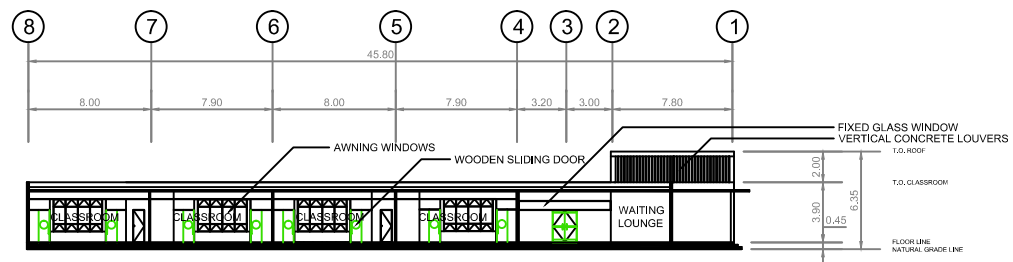 8 7 6 5 4 3 2 1
45.80
8.00 7.90 8.00 7.90 3.20 3.00 7.80
FIXED GLASS WINDOW
AWNING WINDOWS
VERTICAL CONCRETE LOUVERS
WOODEN SLIDING DOOR
T.O. ROOF
2.00
T.O. CLASSROOM
6.35
3.90
0.45
CLASSROOM CLASSROOM CLASSROOM CLASSROOM
WAITING
LOUNGE
FLOOR LINE
NATURAL GRADE LINE